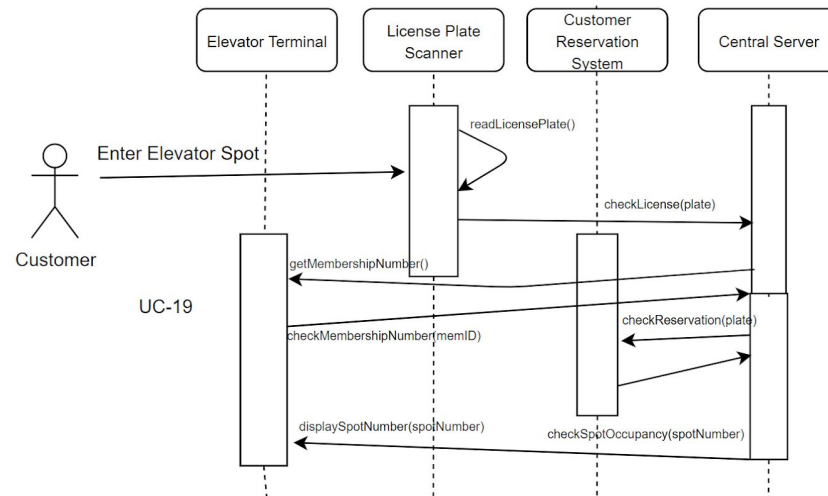 Elevator Terminal
License Plate
Scanner
Customer
Reservation
System
Central Server
readLicensePlate()
Enter Elevator Spot
checkLicense(plate)
Customer
getMembershipNumber()
UC-19
checkReservation(plate)
checkMembershipNumber(memID)
displaySpotNumber(spotNumber)
checkSpotOccupancy(spotNumber)